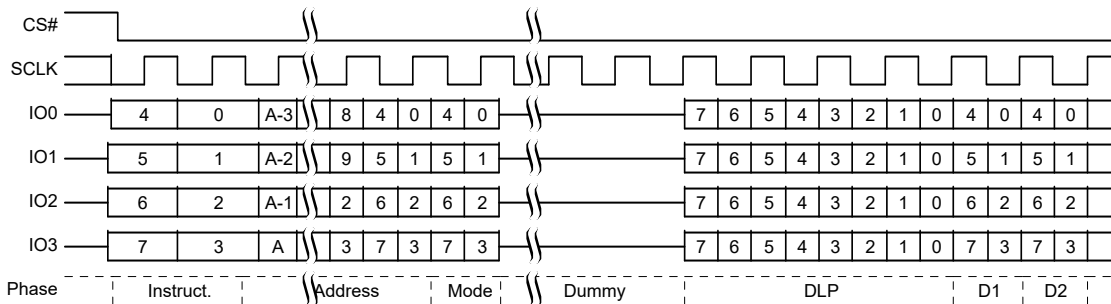 CS#
SCLK
IO0 4 0 A-3 8 4 0 4 0 7 6 5 4 3 2 1 0 4 0 4 0
IO1 5 1 A-2 9 5 1 5 1 7 6 5 4 3 2 1 0 5 1 5 1
IO2 6 2 A-1 2 6 2 6 2 7 6 5 4 3 2 1 0 6 2 6 2
IO3 7 3 A 3 7 3 7 3 7 6 5 4 3 2 1 0 7 3 7 3
Phase Instruct. Address Mode Dummy DLP D1 D2